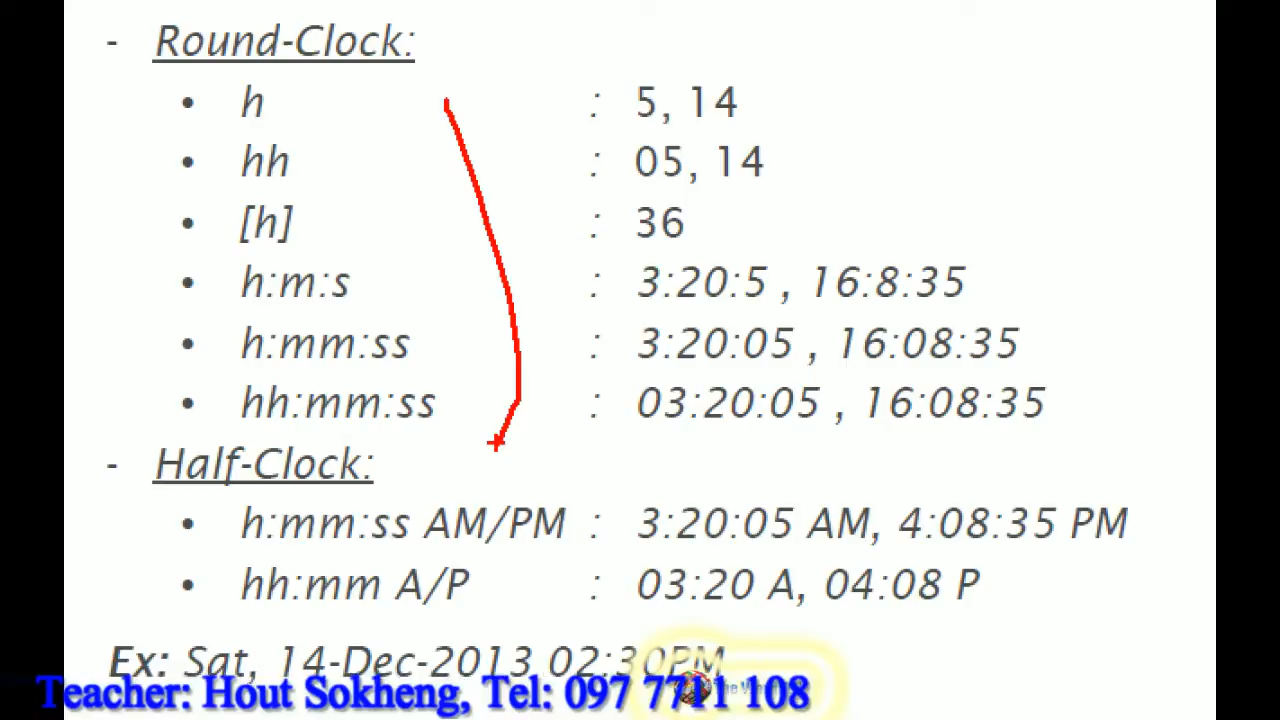 - Round-Clock:
• h : 5, 14
• hh : 05, 14
• [h] : 36
• h:m:s : 3:20:5 , 16:8:35
• h:mm:ss : 3:20:05 , 16:08:35
• hh:mm:ss : 03:20:05 , 16:08:35
- Half-Clock:
• h:mm:ss AM/PM : 3:20:05 AM, 4:08:35 PM
• hh:mm A/P : 03:20 A, 04:08 P
Ex: Sat, 14-Dec-2013 02:30PM
Teacher: Hout Sokheng, Tel: 097 7711 108